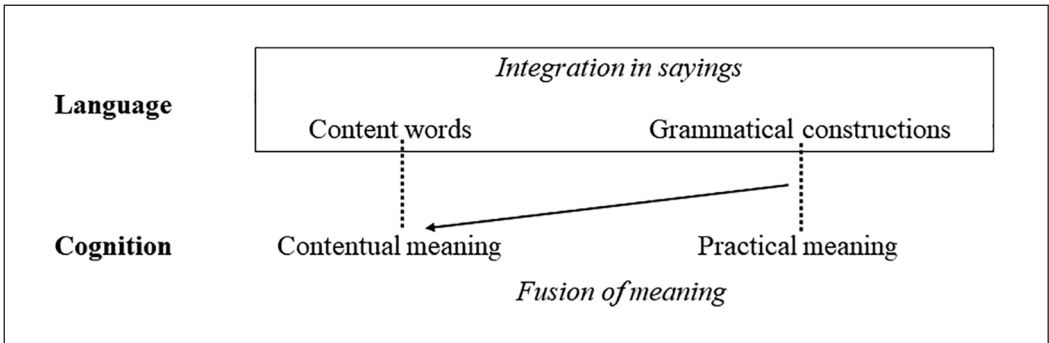 Integration in sayings
Language
Content words Grammatical constructions
Cognition Contentual meaning Practical meaning
Fusion of meaning